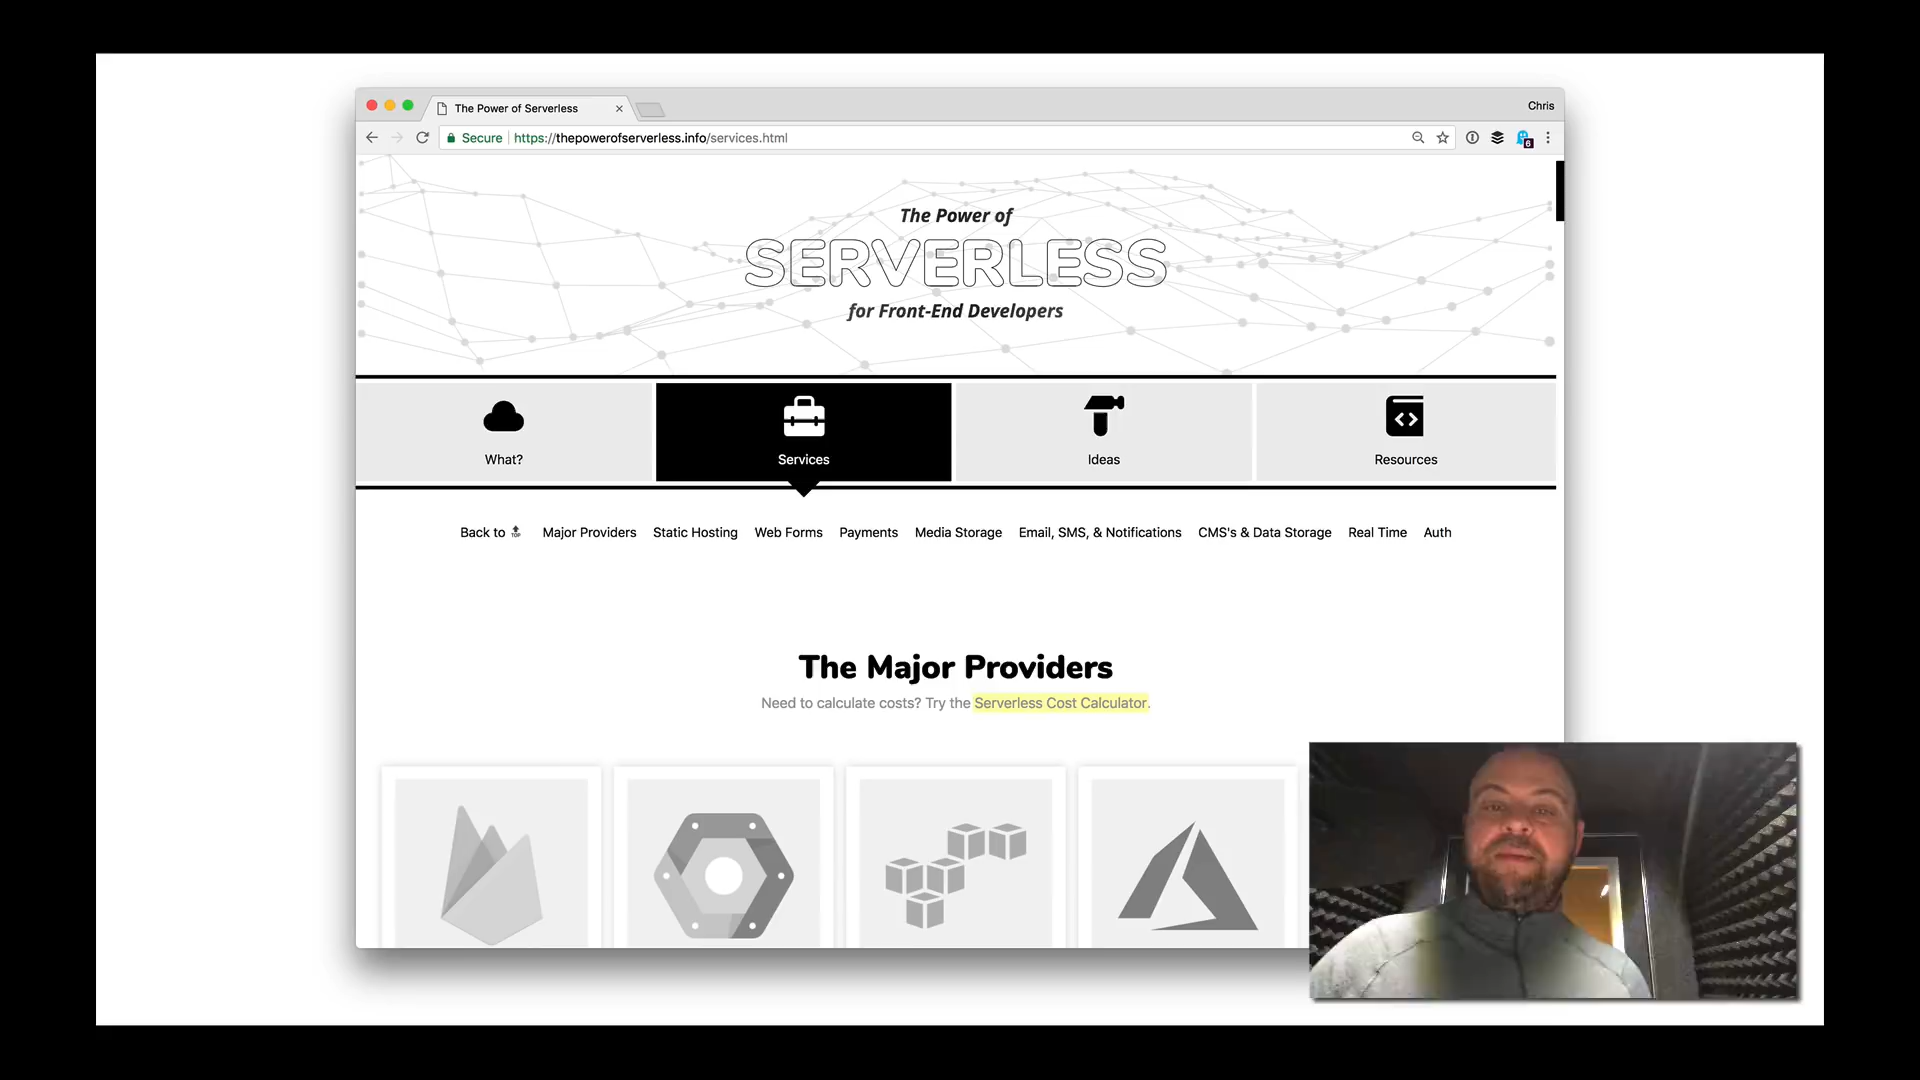 The Power of Serverless
Chris
Secure https://thepowerofserverless.info/services.html
6
The Power of
SERVERLESS
for Front-End Developers
What?
Services
Ideas
Resources
Back to TOP
Major Providers
Static Hosting
Web Forms
Payments
Media Storage
Email, SMS, & Notifications
CMS's & Data Storage
Real Time
Auth
The Major Providers
Need to calculate costs? Try the Serverless Cost Calculator.